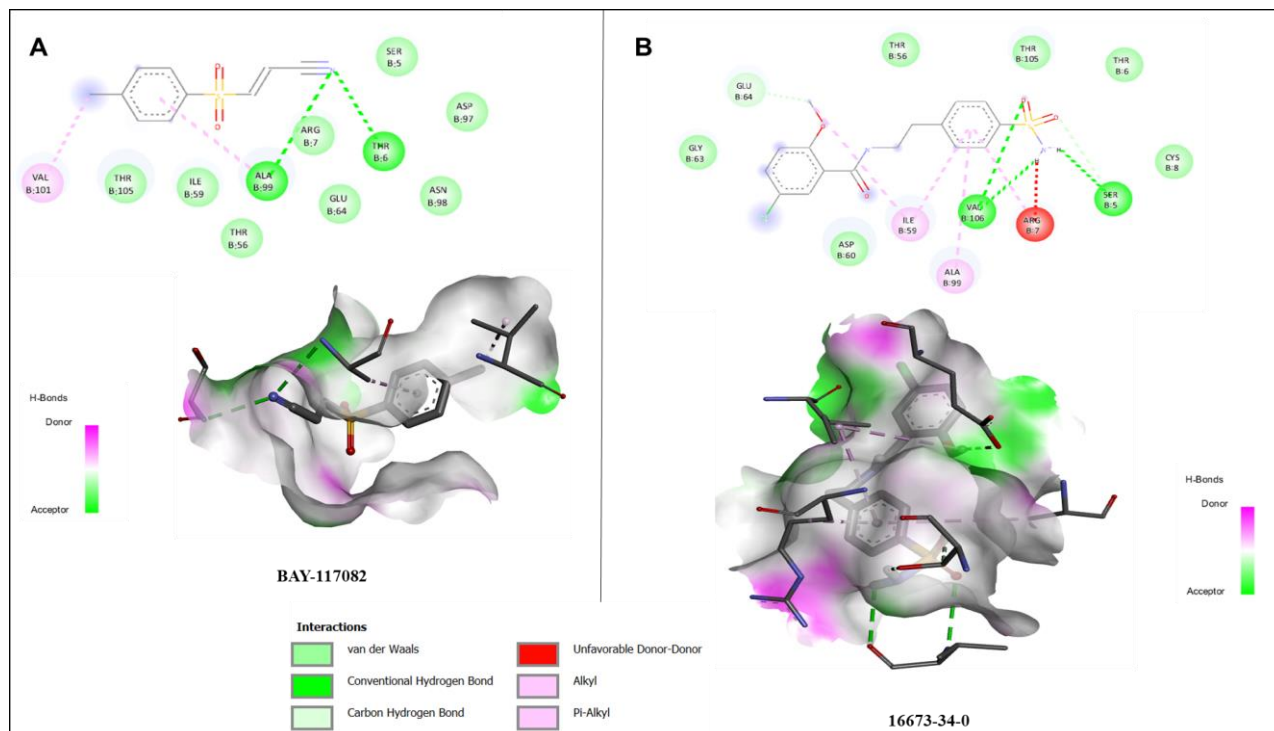 A
SER
B;5
ASP
B;97
ARG
B;7
THR
B;6
VAL
B;101
THR
B;105
ILE
B;59
ALA
B;99
GLU
B;64
ASN
B;98
THR
B;56
H-Bonds
Donor
Acceptor
BAY-117082
B
THR
B:56
THR
B:105
THR
B:6
GLU
B:64
GLY
B:63
CYS
B:8
SER
B:5
VAL
B:106
ARG
B:7
ILE
B:59
ASP
B:60
ALA
B:99
H-Bonds
Donor
Acceptor
16673-34-0
Interactions
van der Waals
Conventional Hydrogen Bond
Carbon Hydrogen Bond
Unfavorable Donor-Donor
Alkyl
Pi-Alkyl